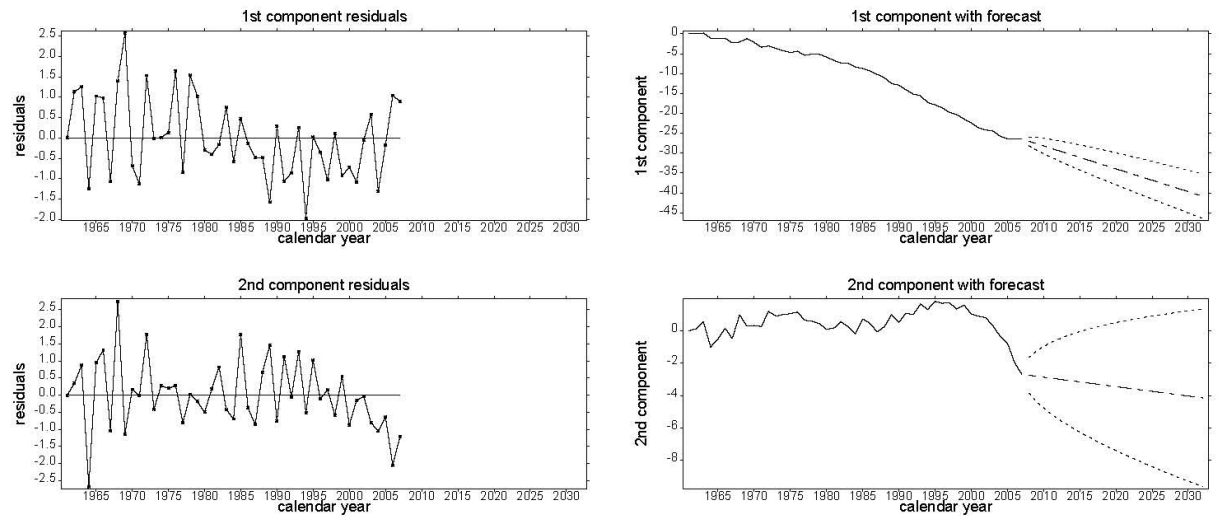 1st component residuals
2.5
2.0
1.5
1.0
0.5
0.0
-0.5
-1.0
-1.5
-2.0
residuals
1965 1970 1975 1980 1985 1990 1995 2000 2005 2010 2015 2020 2025 2030
calendar year
1st component with forecast
0
-5
-10
-15
-20
-25
-30
-35
-40
-45
1st component
1965 1970 1975 1980 1985 1990 1995 2000 2005 2010 2015 2020 2025 2030
calendar year
2nd component residuals
2.5
2.0
1.5
1.0
0.5
0.0
-0.5
-1.0
-1.5
-2.0
-2.5
residuals
1965 1970 1975 1980 1985 1990 1995 2000 2005 2010 2015 2020 2025 2030
calendar year
2nd component with forecast
0
-2
-4
-6
-8
2nd component
1965 1970 1975 1980 1985 1990 1995 2000 2005 2010 2015 2020 2025 2030
calendar year